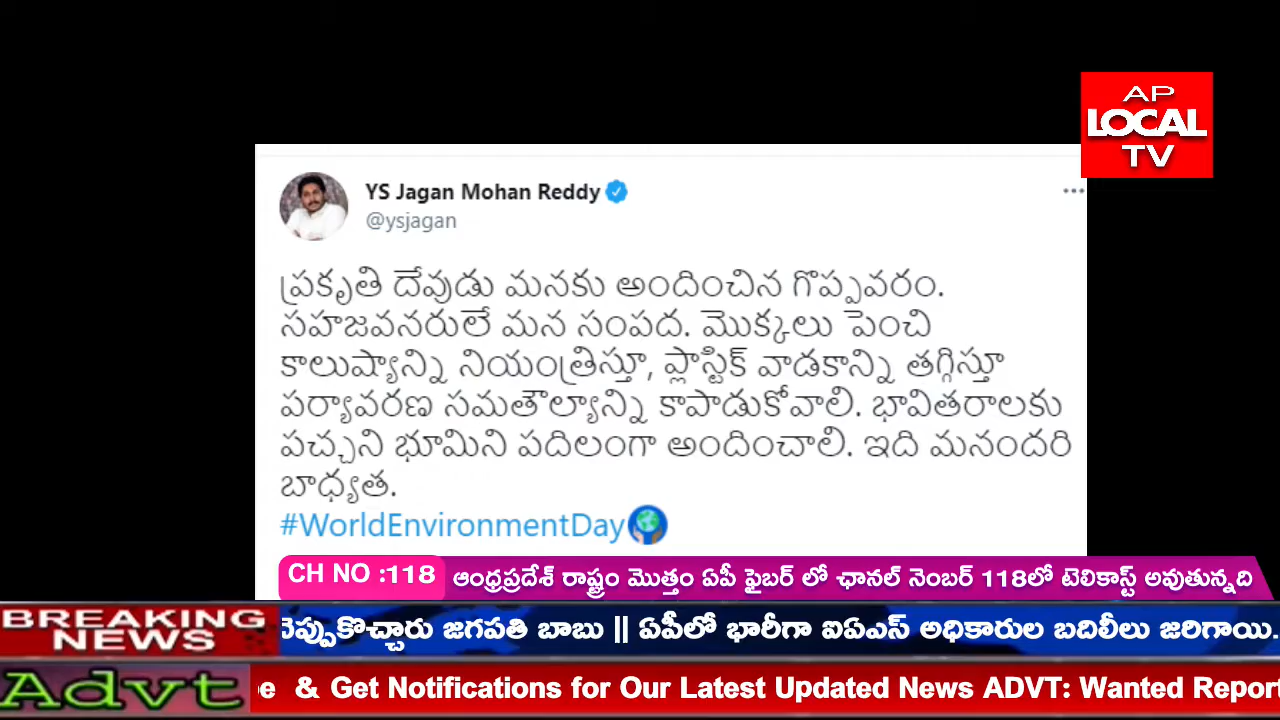 AP
LOCAL
TV
YS Jagan Mohan Reddy
@ysjagan
ప్రకృతి దేవుడు మనకు అందించిన గొప్పవరం.
సహజవనరులే మన సంపద. మొక్కలు పెంచి
కాలుష్యాన్ని నియంత్రిస్తూ, ప్లాస్టిక్ వాడకాన్ని తగ్గిస్తూ
పర్యావరణ సమతౌల్యాన్ని కాపాడుకోవాలి. భావితరాలకు
పచ్చని భూమిని పదిలంగా అందించాలి. ఇది మనందరి
బాధ్యత.
#WorldEnvironmentDay
CH NO :118 ఆంధ్రప్రదేశ్ రాష్ట్రం మొత్తం ఏపీ ఫైబర్ లో ఛానల్ నెంబర్ 118లో టెలికాస్ట్ అవుతున్నది
BREAKING
NEWS
జగపతి బాబు || ఏపీలో భారీగా ఐఏఎస్ అధికారుల బదిలీలు జరిగాయి.
Advt
& Get Notifications for Our Latest Updated News ADVT: Wanted Report